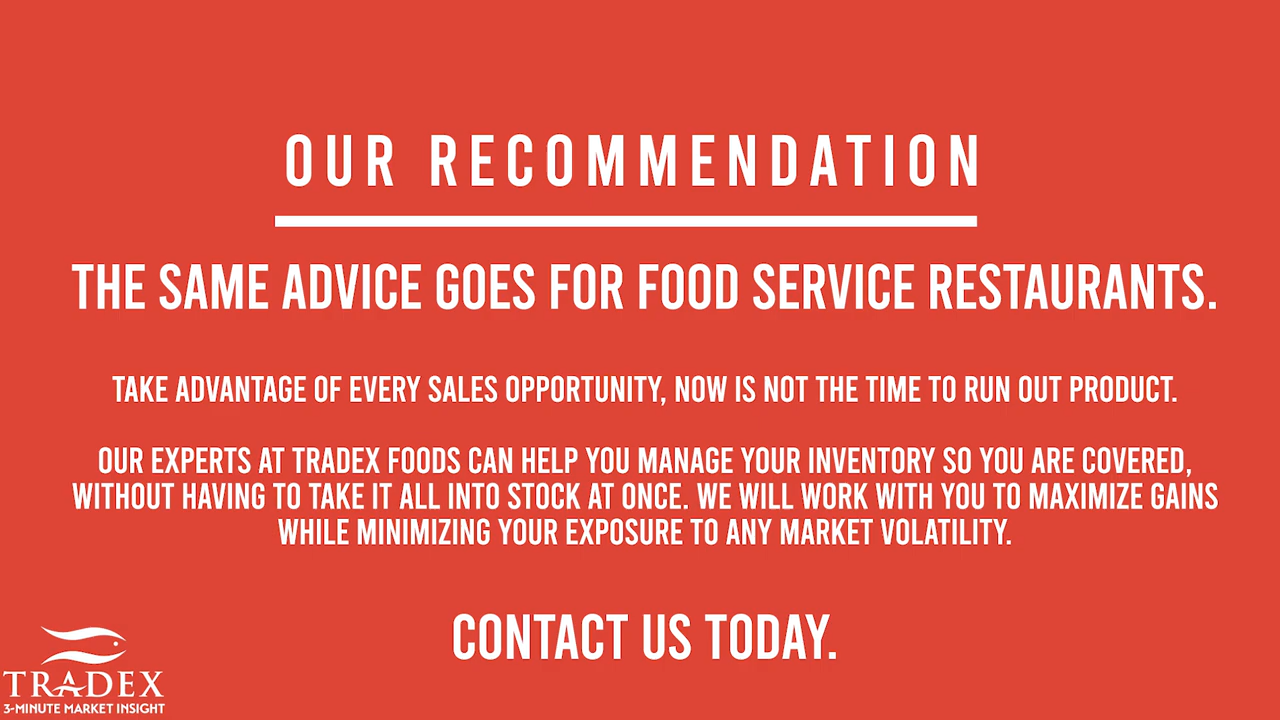 OUR RECOMMENDATION
THE SAME ADVICE GOES FOR FOOD SERVICE RESTAURANTS.
TAKE ADVANTAGE OF EVERY SALES OPPORTUNITY, NOW IS NOT THE TIME TO RUN OUT PRODUCT.
OUR EXPERTS AT TRADEX FOODS CAN HELP YOU MANAGE YOUR INVENTORY SO YOU ARE COVERED,
WITHOUT HAVING TO TAKE IT ALL INTO STOCK AT ONCE. WE WILL WORK WITH YOU TO MAXIMIZE GAINS
WHILE MINIMIZING YOUR EXPOSURE TO ANY MARKET VOLATILITY.
CONTACT US TODAY.
TRADEX
3-MINUTE MARKET INSIGHT